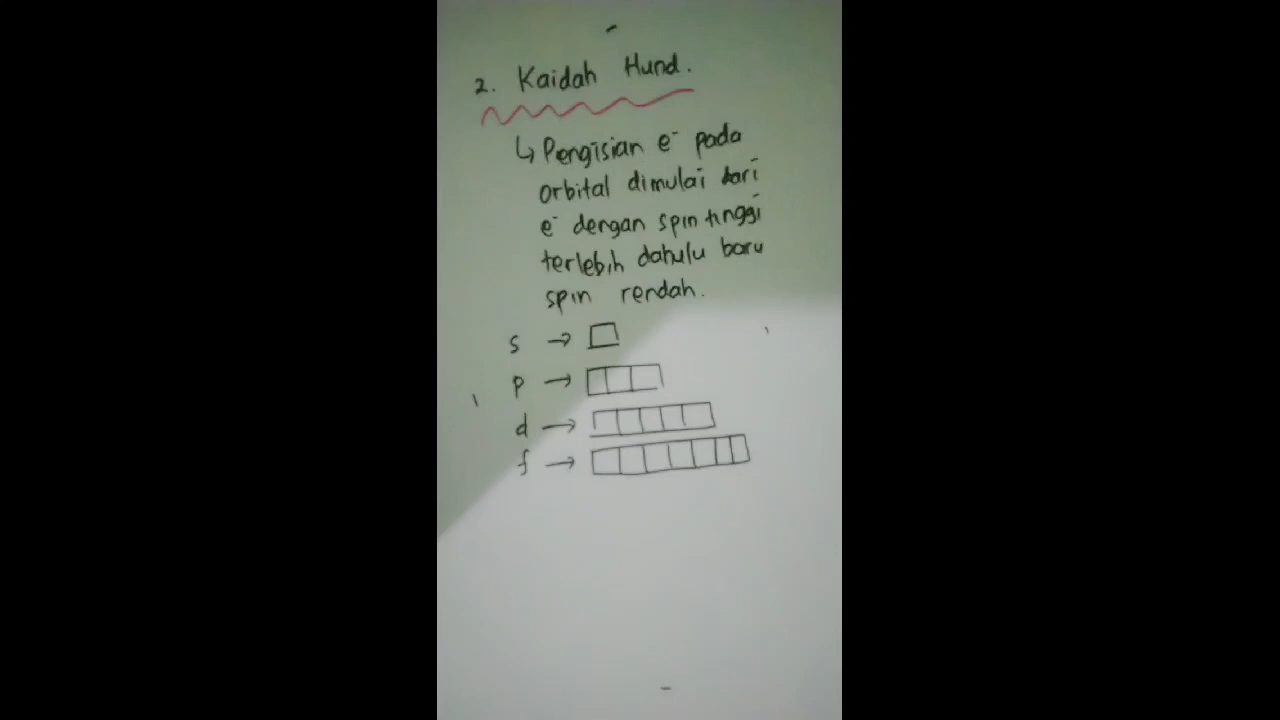 2. Kaidah Hund.
↳ Pengisian e⁻ pada
orbital dimulai dari
e⁻ dengan spin tinggi
terlebih dahulu baru
spin rendah.
s →
p →
d →
f →